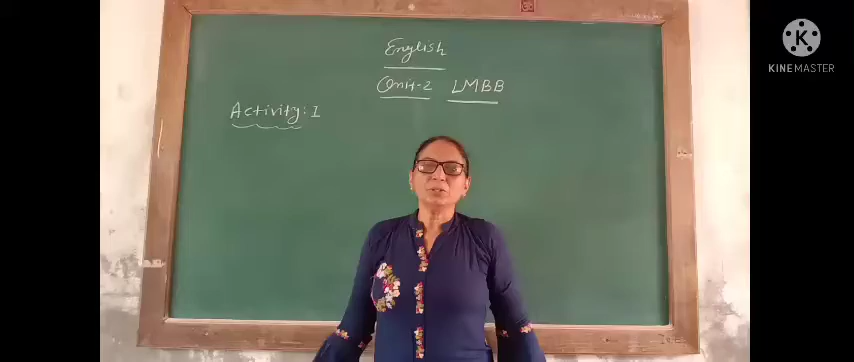 English
Unit-2 LMBB
Activity: 1
K
KINEMASTER